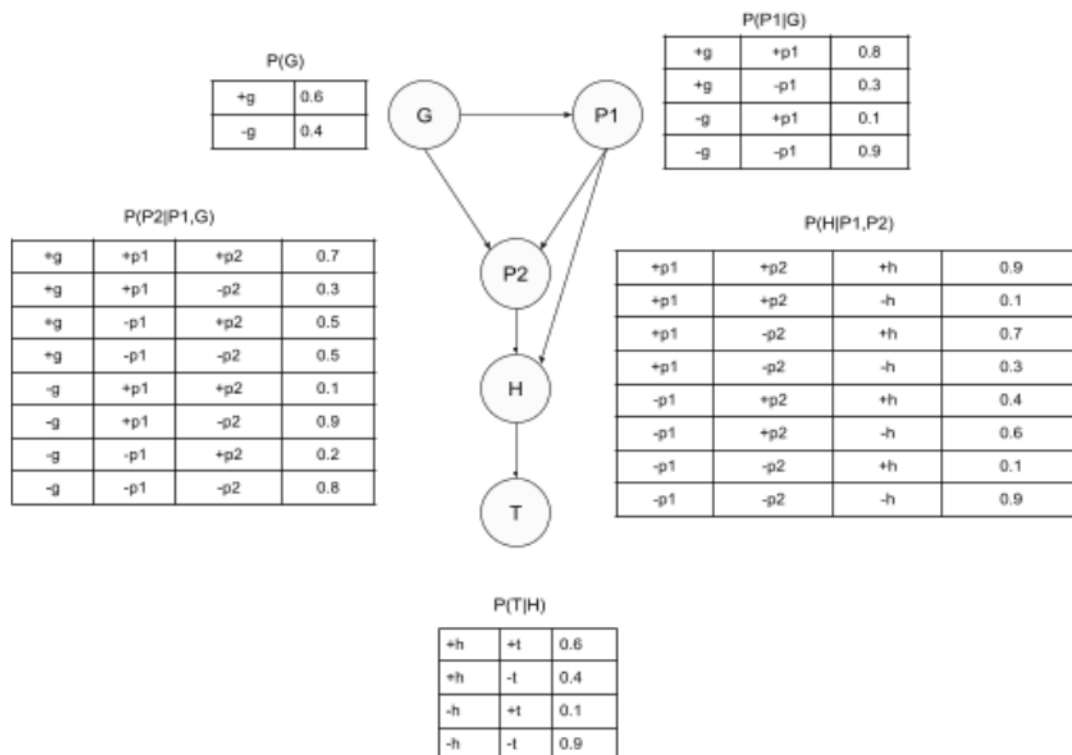 P(P1|G)
+g +p1 0.8
+g -p1 0.3
-g +p1 0.1
-g -p1 0.9
P(G)
+g 0.6
-g 0.4
G
P1
P(P2|P1,G)
+g +p1 +p2 0.7
+g +p1 -p2 0.3
+g -p1 +p2 0.5
+g -p1 -p2 0.5
-g +p1 +p2 0.1
-g +p1 -p2 0.9
-g -p1 +p2 0.2
-g -p1 -p2 0.8
P2
H
T
P(H|P1,P2)
+p1 +p2 +h 0.9
+p1 +p2 -h 0.1
+p1 -p2 +h 0.7
+p1 -p2 -h 0.3
-p1 +p2 +h 0.4
-p1 +p2 -h 0.6
-p1 -p2 +h 0.1
-p1 -p2 -h 0.9
P(T|H)
+h +t 0.6
+h -t 0.4
-h +t 0.1
-h -t 0.9